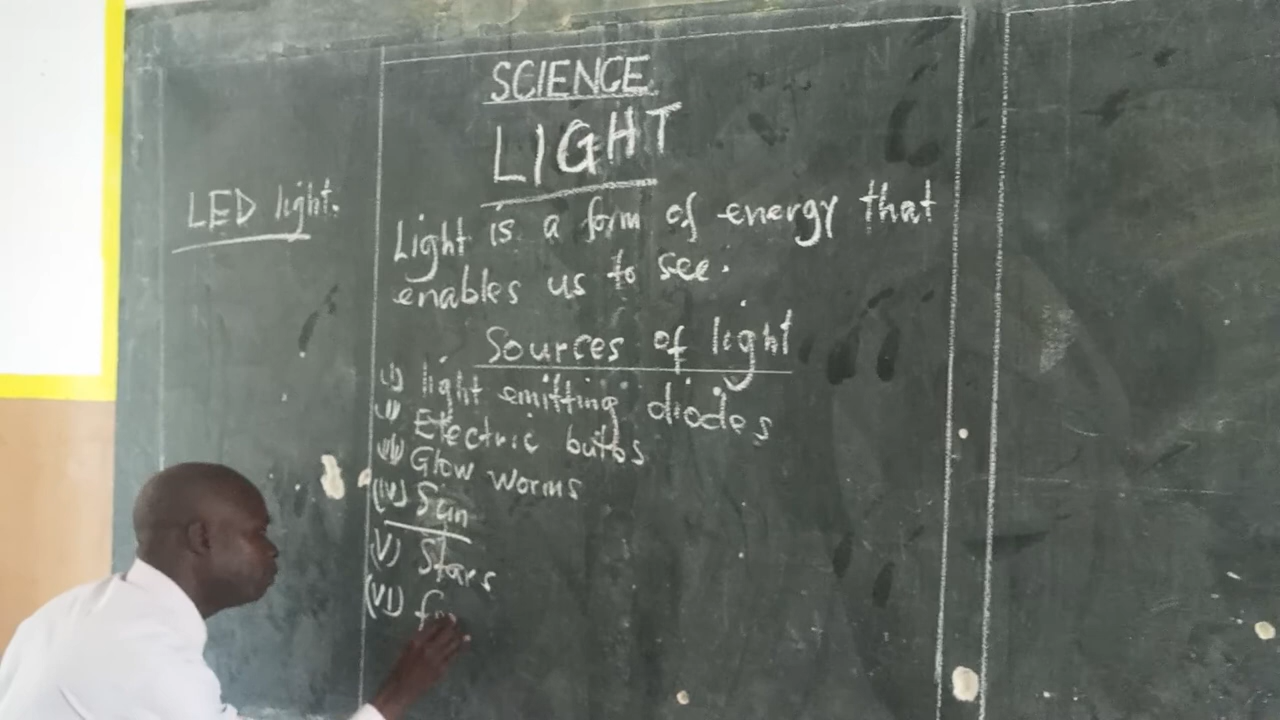 SCIENCE
LIGHT
LED light.
Light is a form of energy that
enables us to see.
Sources of light
(i) light emitting diodes
(ii) Electric bulbs
(iii) Glow worms
(iv) Sun
(v) Stars
(vi)